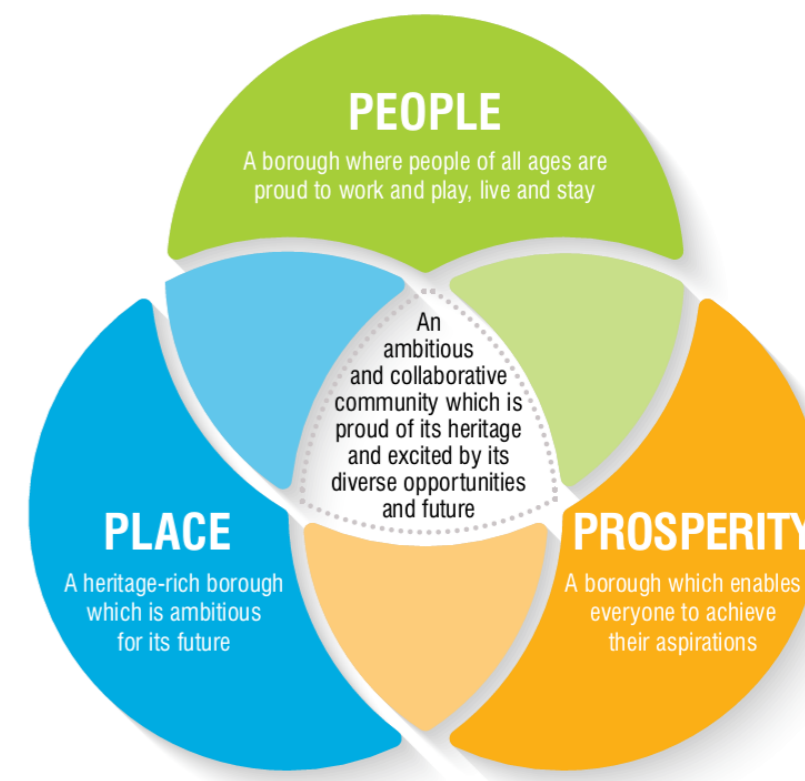 PEOPLE
A borough where people of all ages are
proud to work and play, live and stay
An
ambitious
and collaborative
community which is
proud of its heritage
and excited by its
diverse opportunities
and future
PLACE
A heritage-rich borough
which is ambitious
for its future
PROSPERITY
A borough which enables
everyone to achieve
their aspirations